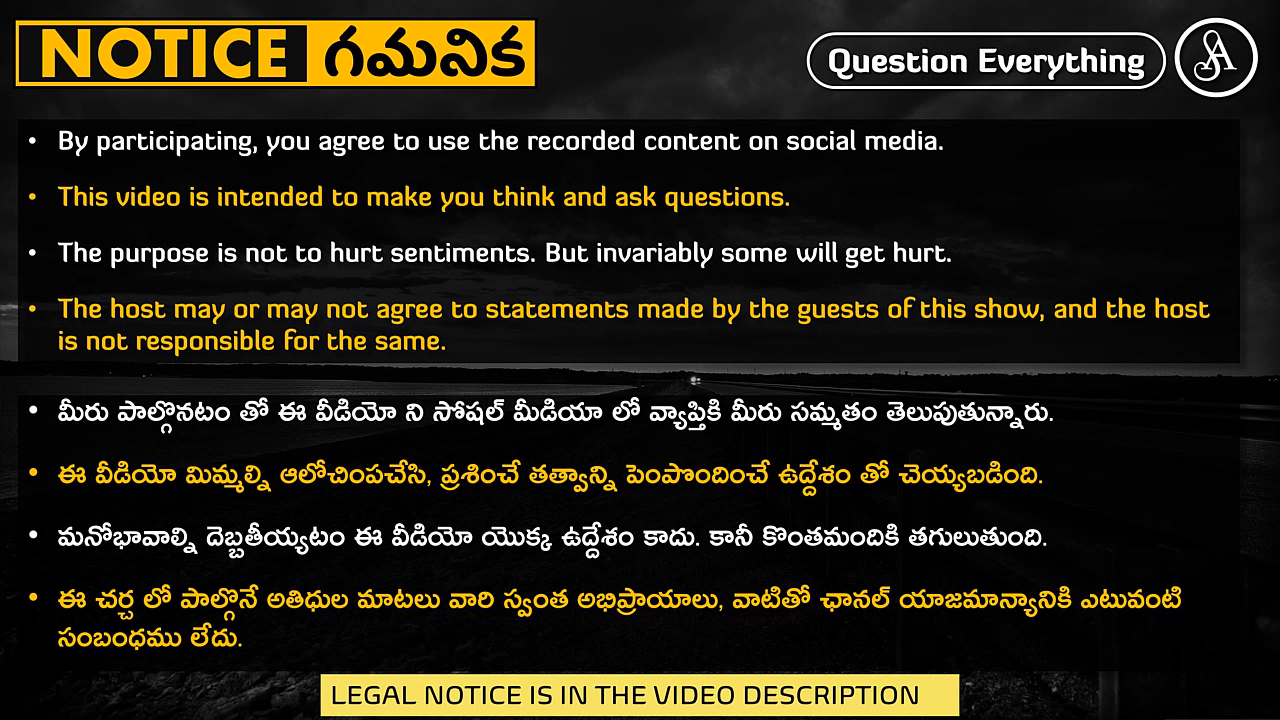 NOTICE గమనిక
Question Everything
• By participating, you agree to use the recorded content on social media.
• This video is intended to make you think and ask questions.
• The purpose is not to hurt sentiments. But invariably some will get hurt.
• The host may or may not agree to statements made by the guests of this show, and the host
is not responsible for the same.
• మీరు పాల్గొనటం తో ఈ వీడియో ని సోషల్ మీడియా లో వ్యాప్తికి మీరు సమ్మతం తెలుపుతున్నారు.
• ఈ వీడియో మిమ్మల్ని ఆలోచింపచేసి, ప్రశించే తత్వాన్ని పెంపొందించే ఉద్దేశం తో చెయ్యబడింది.
• మనోభావాల్ని దెబ్బతీయ్యటం ఈ వీడియో యొక్క ఉద్దేశం కాదు. కానీ కొంతమందికి తగులుతుంది.
• ఈ చర్చ లో పాల్గొనే అతిధుల మాటలు వారి స్వంత అభిప్రాయాలు, వాటితో ఛానల్ యాజమాన్యానికి ఎటువంటి
సంబంధము లేదు.
LEGAL NOTICE IS IN THE VIDEO DESCRIPTION